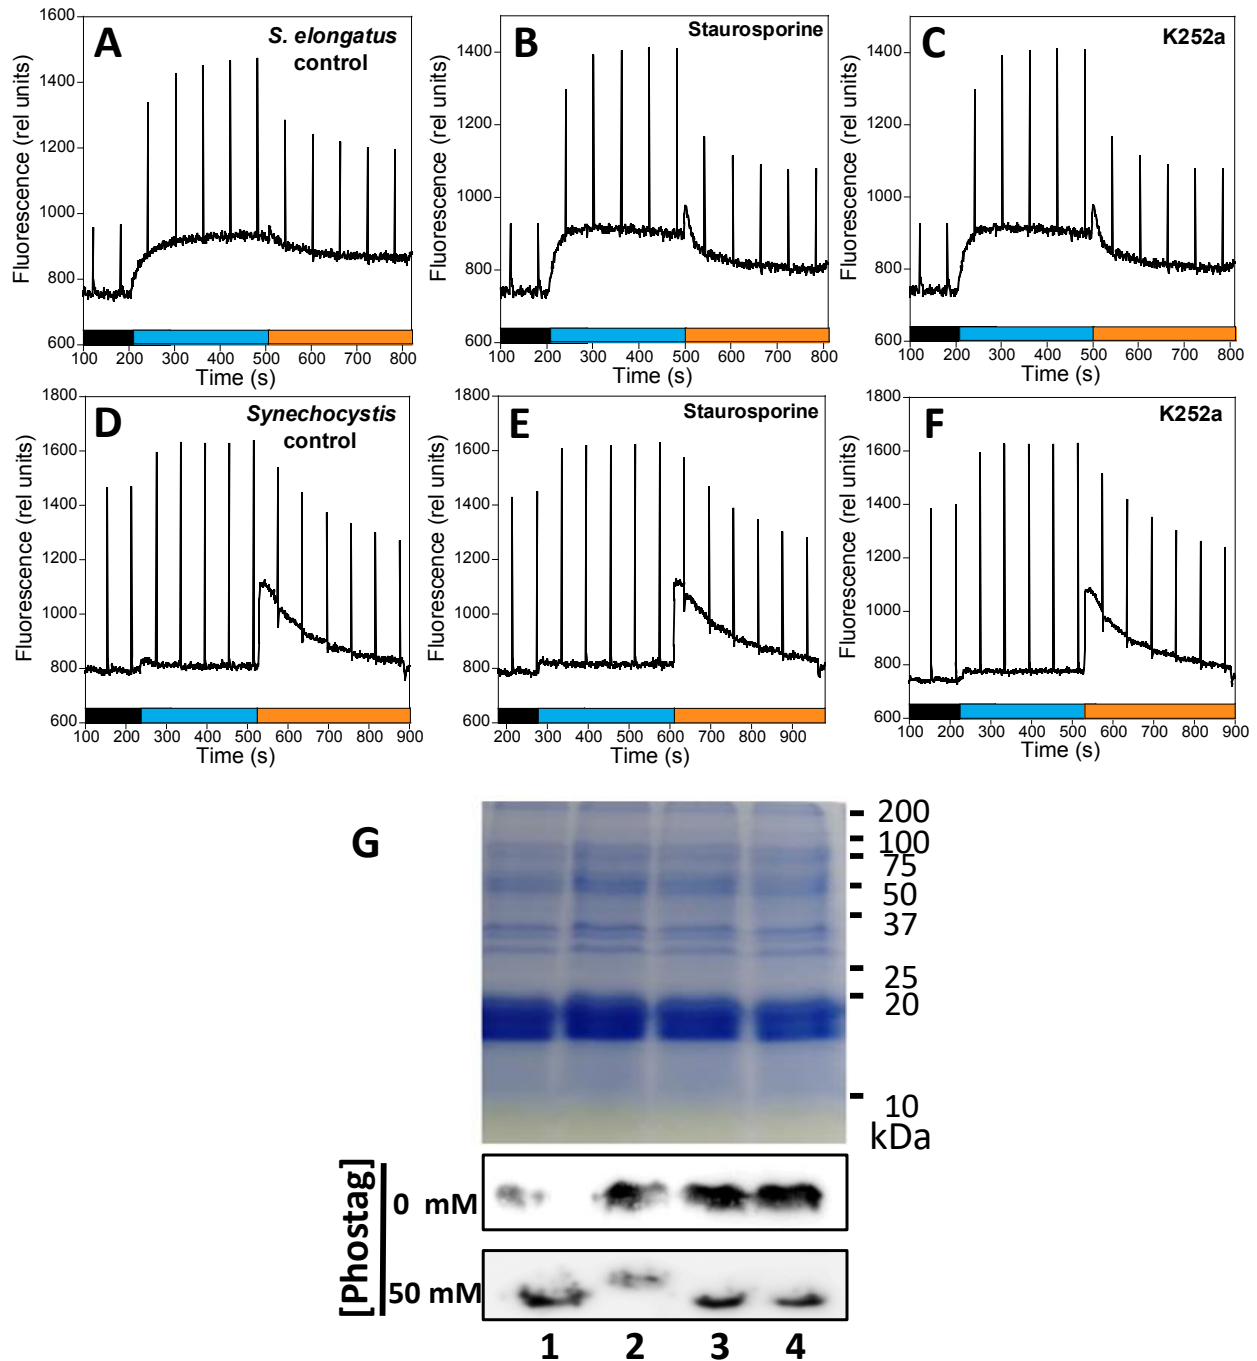 A
S. elongatus
control
Fluorescence (rel units)
1600
1400
1200
1000
800
600
100 200 300 400 500 600 700 800
Time (s)
B
Staurosporine
Fluorescence (rel units)
1400
1200
1000
800
600
100 200 300 400 500 600 700 800
Time (s)
C
K252a
Fluorescence (rel units)
1400
1200
1000
800
600
100 200 300 400 500 600 700 800
Time (s)
D
Synechocystis
control
Fluorescence (rel units)
1800
1600
1400
1200
1000
800
600
100 200 300 400 500 600 700 800 900
Time (s)
E
Staurosporine
Fluorescence (rel units)
1800
1600
1400
1200
1000
800
600
200 300 400 500 600 700 800 900
Time (s)
F
K252a
Fluorescence (rel units)
1800
1600
1400
1200
1000
800
600
100 200 300 400 500 600 700 800 900
Time (s)
G
200
100
75
50
37
25
20
10
kDa
[Phostag]
0 mM
50 mM
1 2 3 4